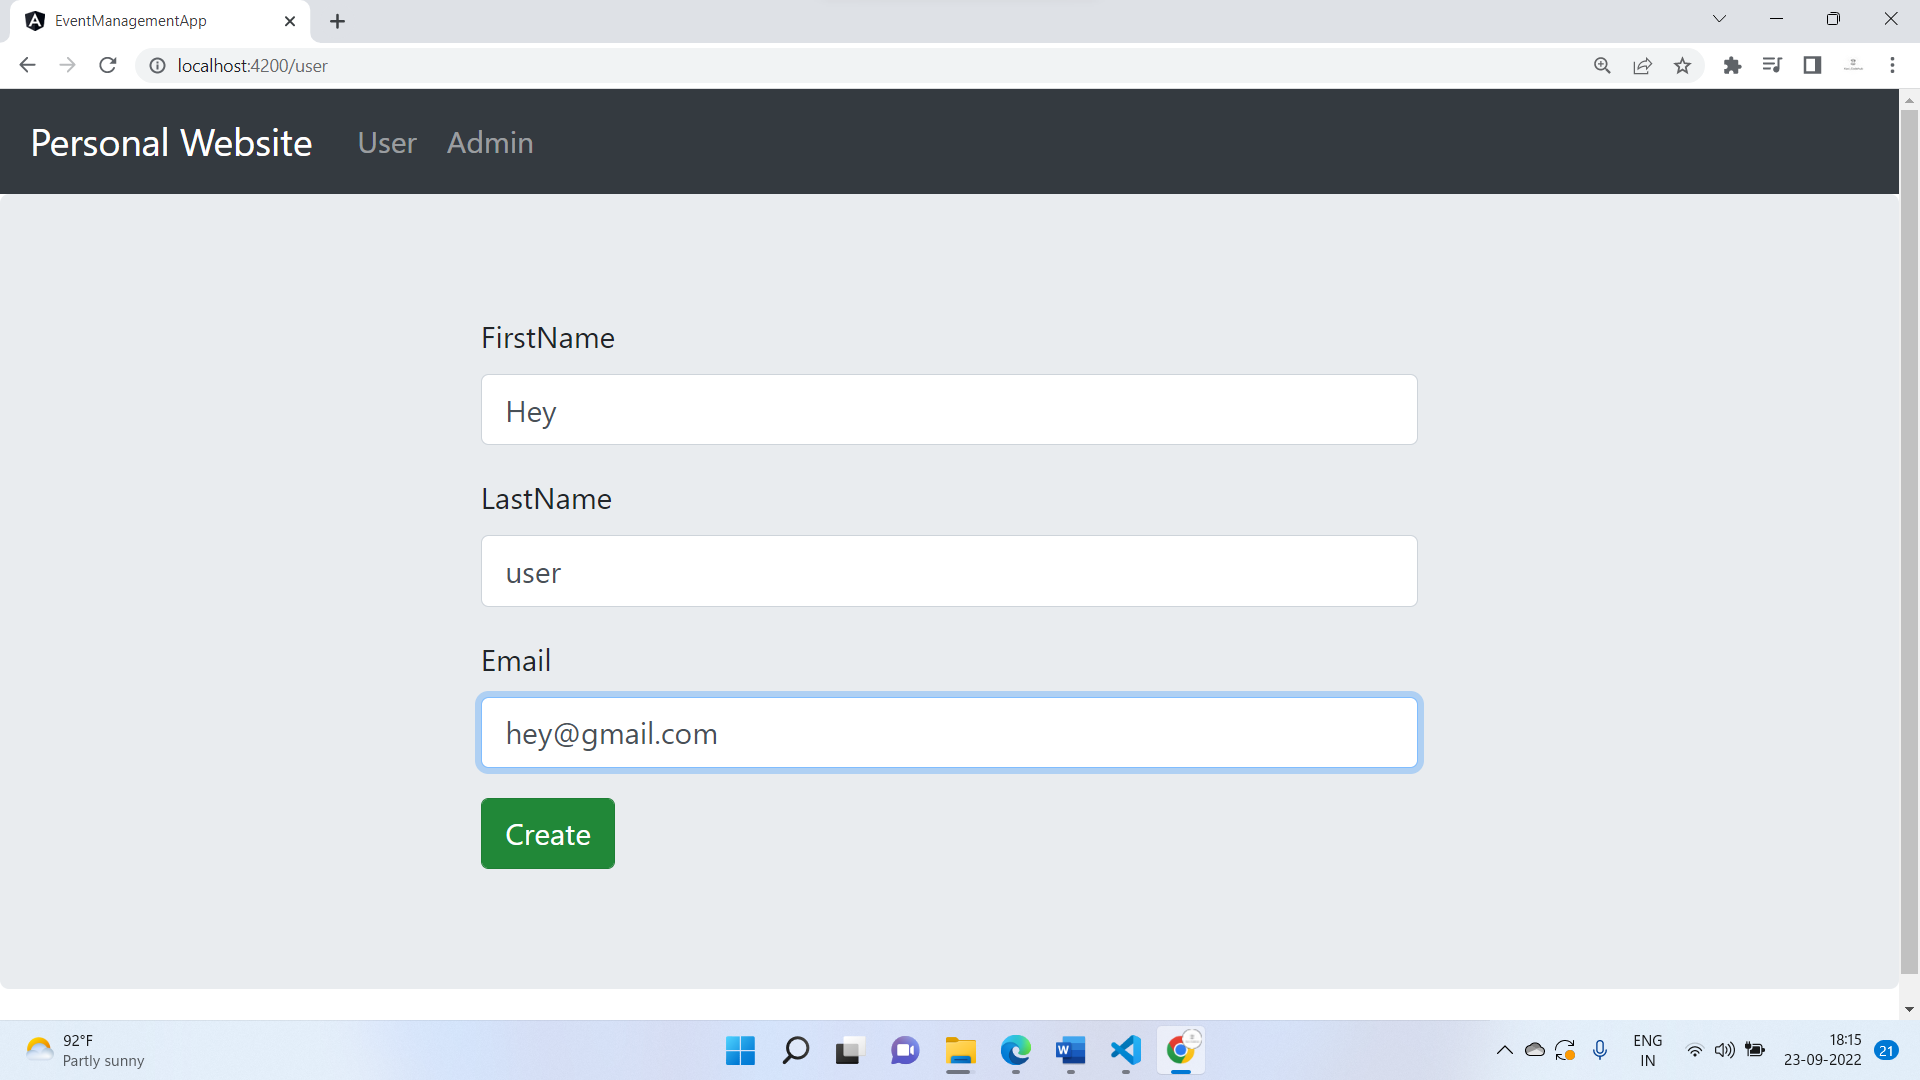 EventManagementApp
localhost:4200/user
Personal Website User Admin
FirstName
Hey
LastName
user
Email
hey@gmail.com
Create
92°F
Partly sunny
ENG
IN
18:15
23-09-2022
21